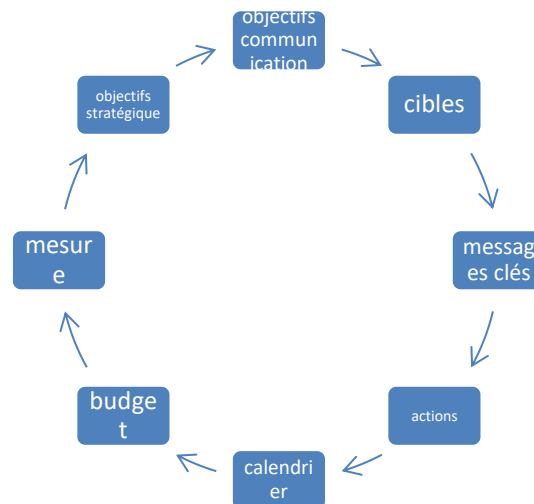 objectifs
commun
ication
cibles
messag
es clés
actions
calendri
er
budge
t
mesur
e
objectifs
stratégique